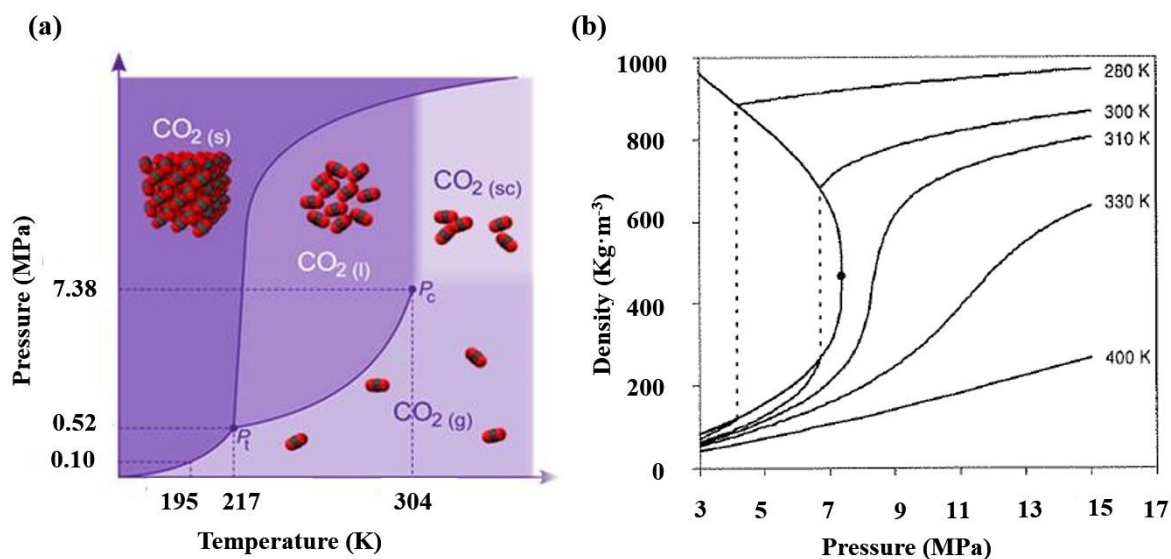 (a)
Pressure (MPa)
7.38
0.52
0.10
CO2 (s)
CO2 (l)
CO2 (sc)
CO2 (g)
Pc
Pt
195 217 304
Temperature (K)
(b)
Density (Kg·m-3)
1000
800
600
400
200
0
280 K
300 K
310 K
330 K
400 K
3 5 7 9 11 13 15 17
Pressure (MPa)